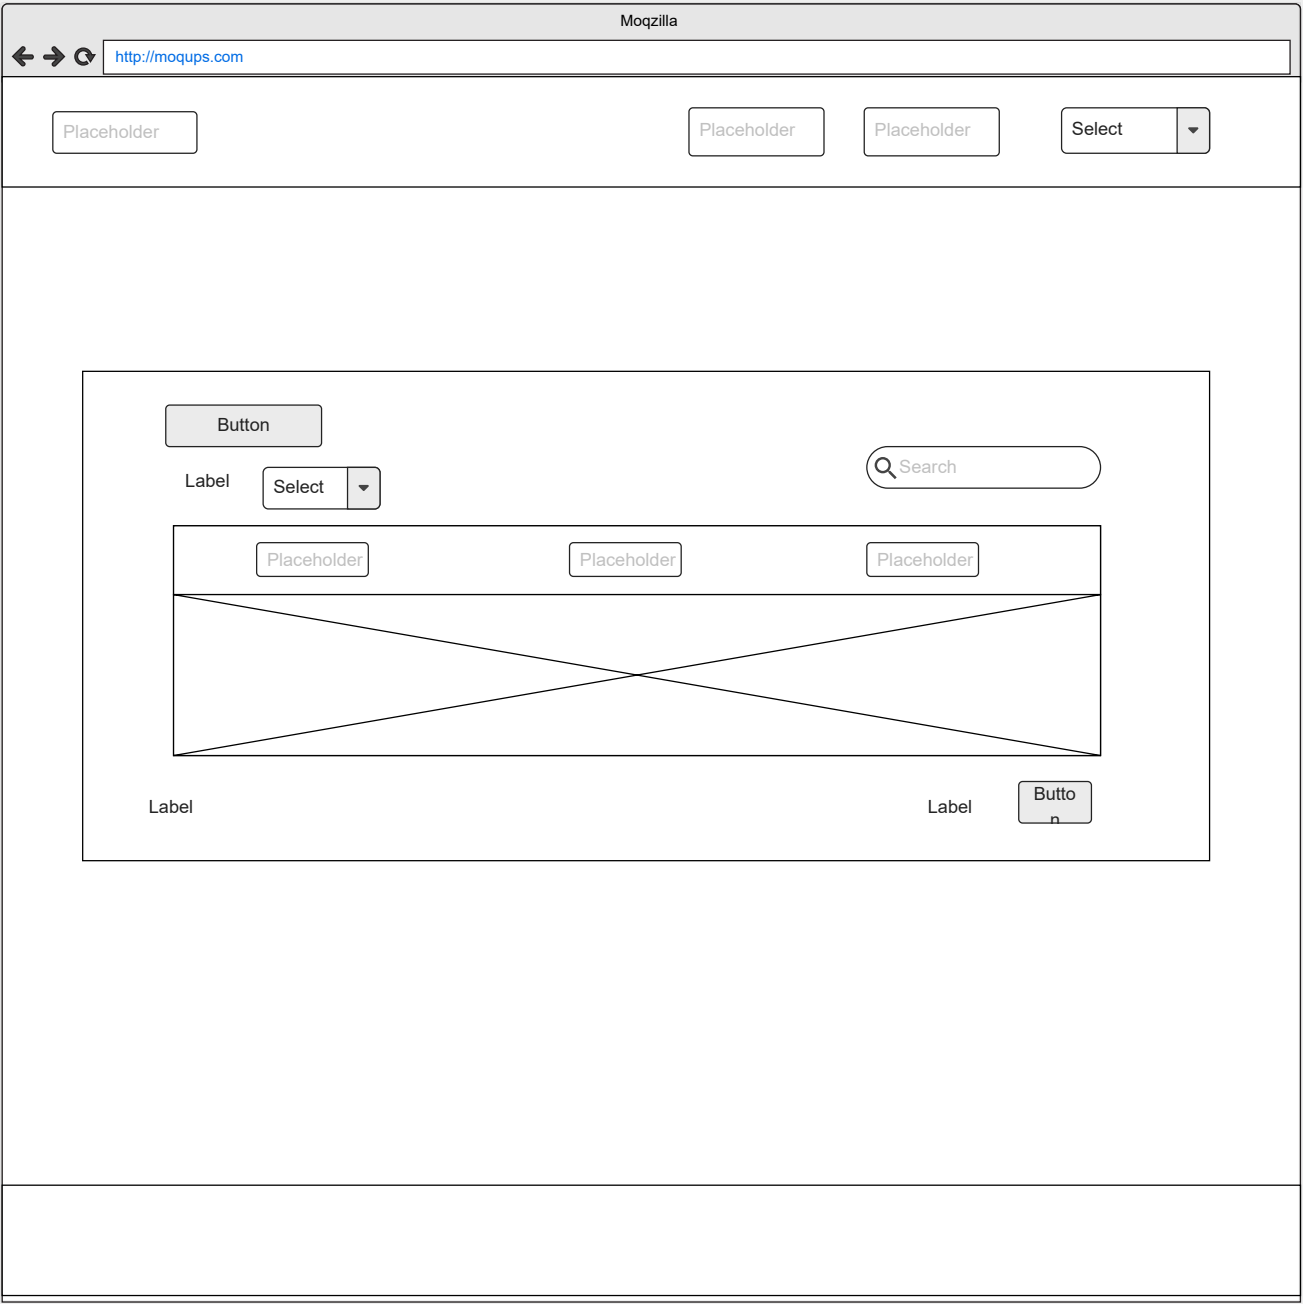 Moqzilla
http://moqups.com
Placeholder
Placeholder
Placeholder
Select
Button
Label
Select
Search
Placeholder
Placeholder
Placeholder
Label
Label
Butto
n